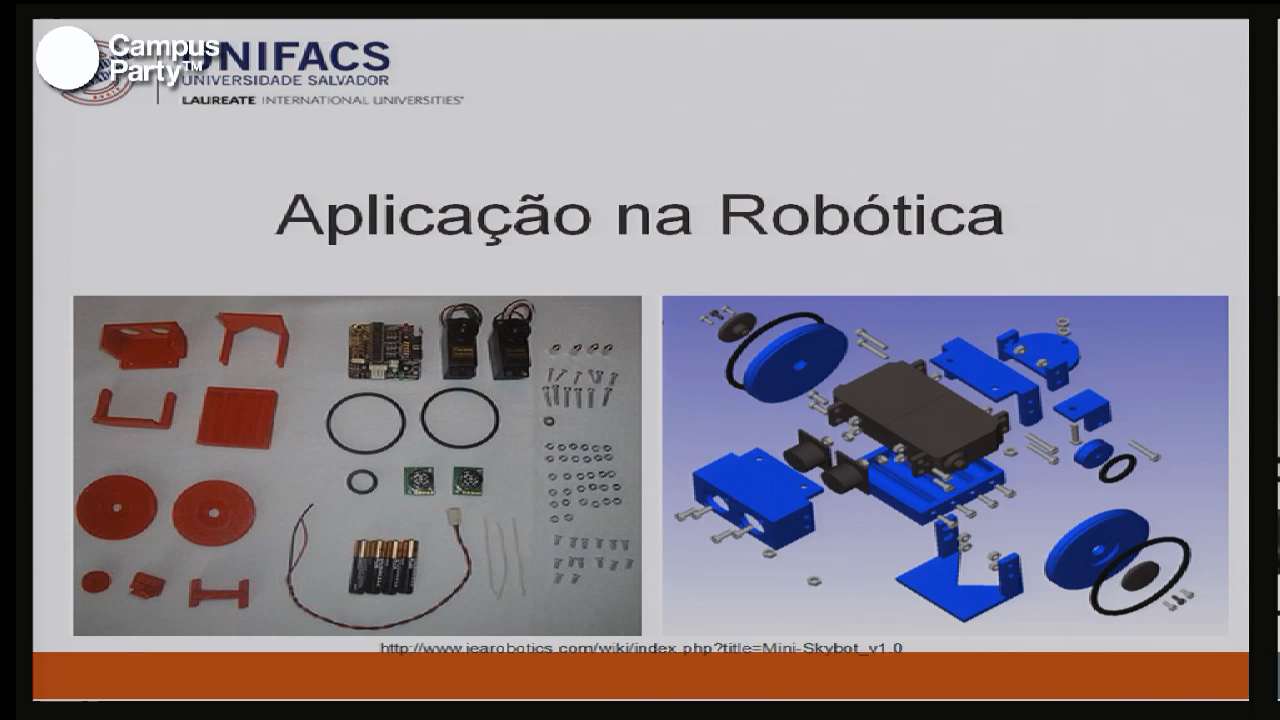 Campus
Party™
UNIFACS
UNIVERSIDADE SALVADOR
LAUREATE INTERNATIONAL UNIVERSITIES
Aplicação na Robótica
http://www.iearobotics.com/wiki/index.php?title=Mini-Skybot_v1.0